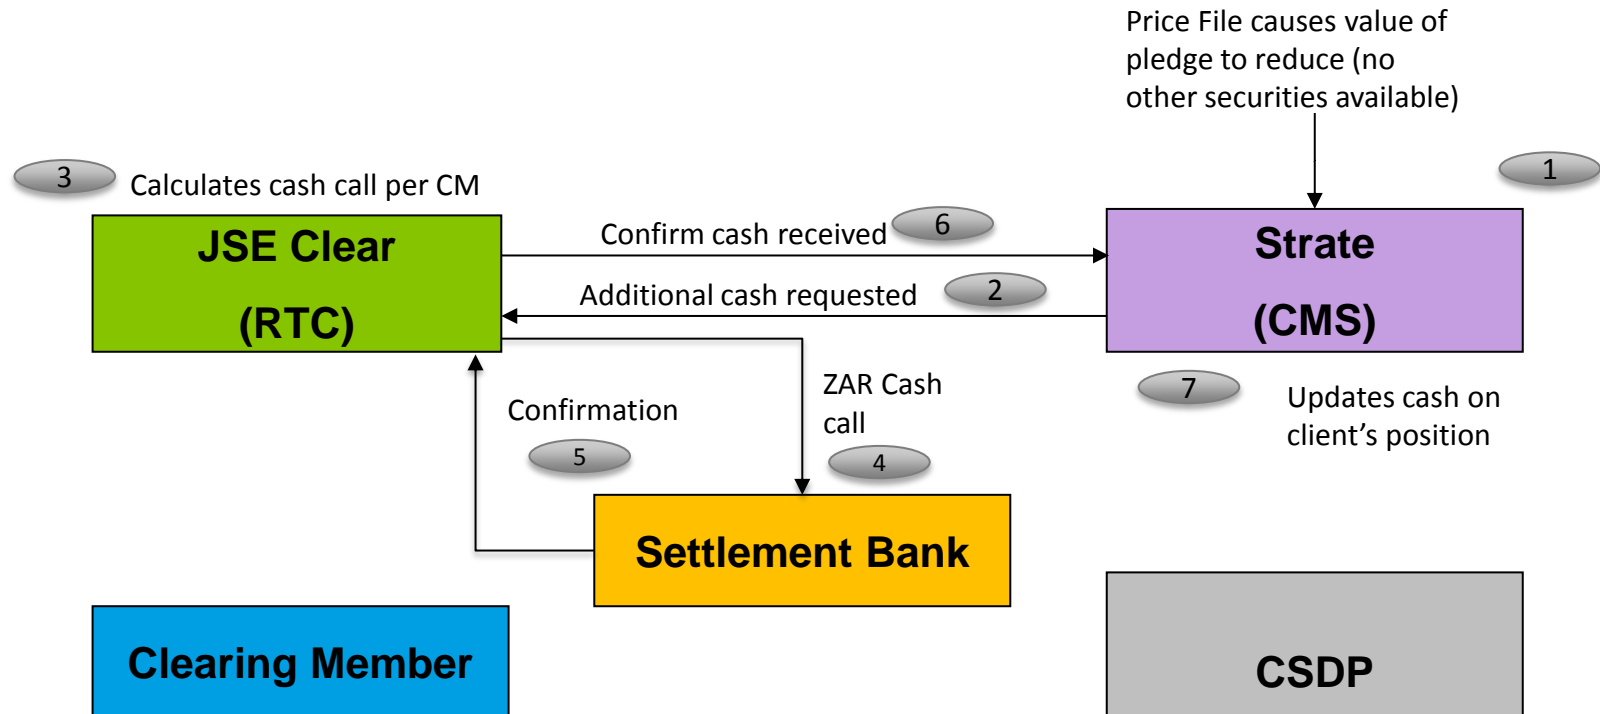 Price File causes value of
pledge to reduce (no
other securities available)
3
Calculates cash call per CM
1
JSE Clear
(RTC)
Confirm cash received
6
Additional cash requested
2
Strate
(CMS)
Confirmation
5
ZAR Cash
call
4
7
Updates cash on
client’s position
Settlement Bank
Clearing Member
CSDP